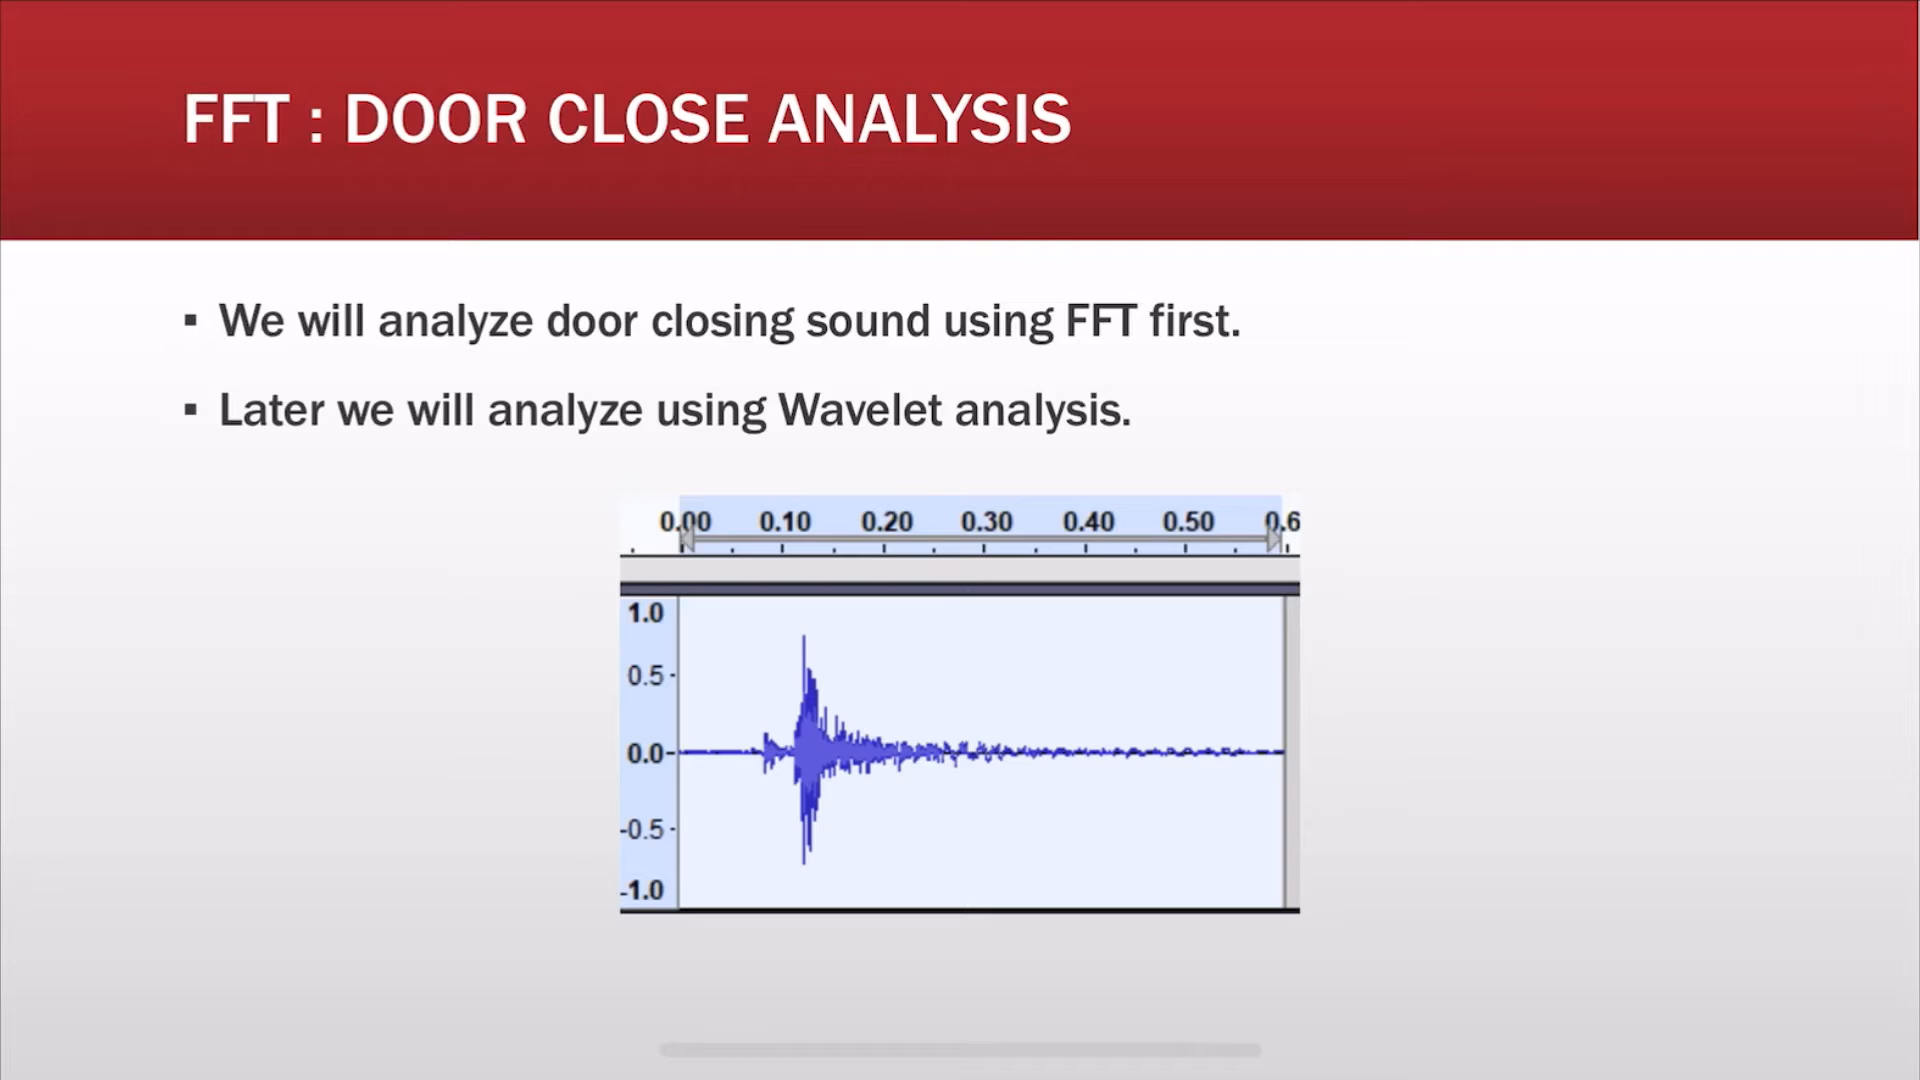 FFT : DOOR CLOSE ANALYSIS
▪ We will analyze door closing sound using FFT first.
▪ Later we will analyze using Wavelet analysis.
0.00 0.10 0.20 0.30 0.40 0.50 0.6
1.0
0.5
0.0
-0.5
-1.0